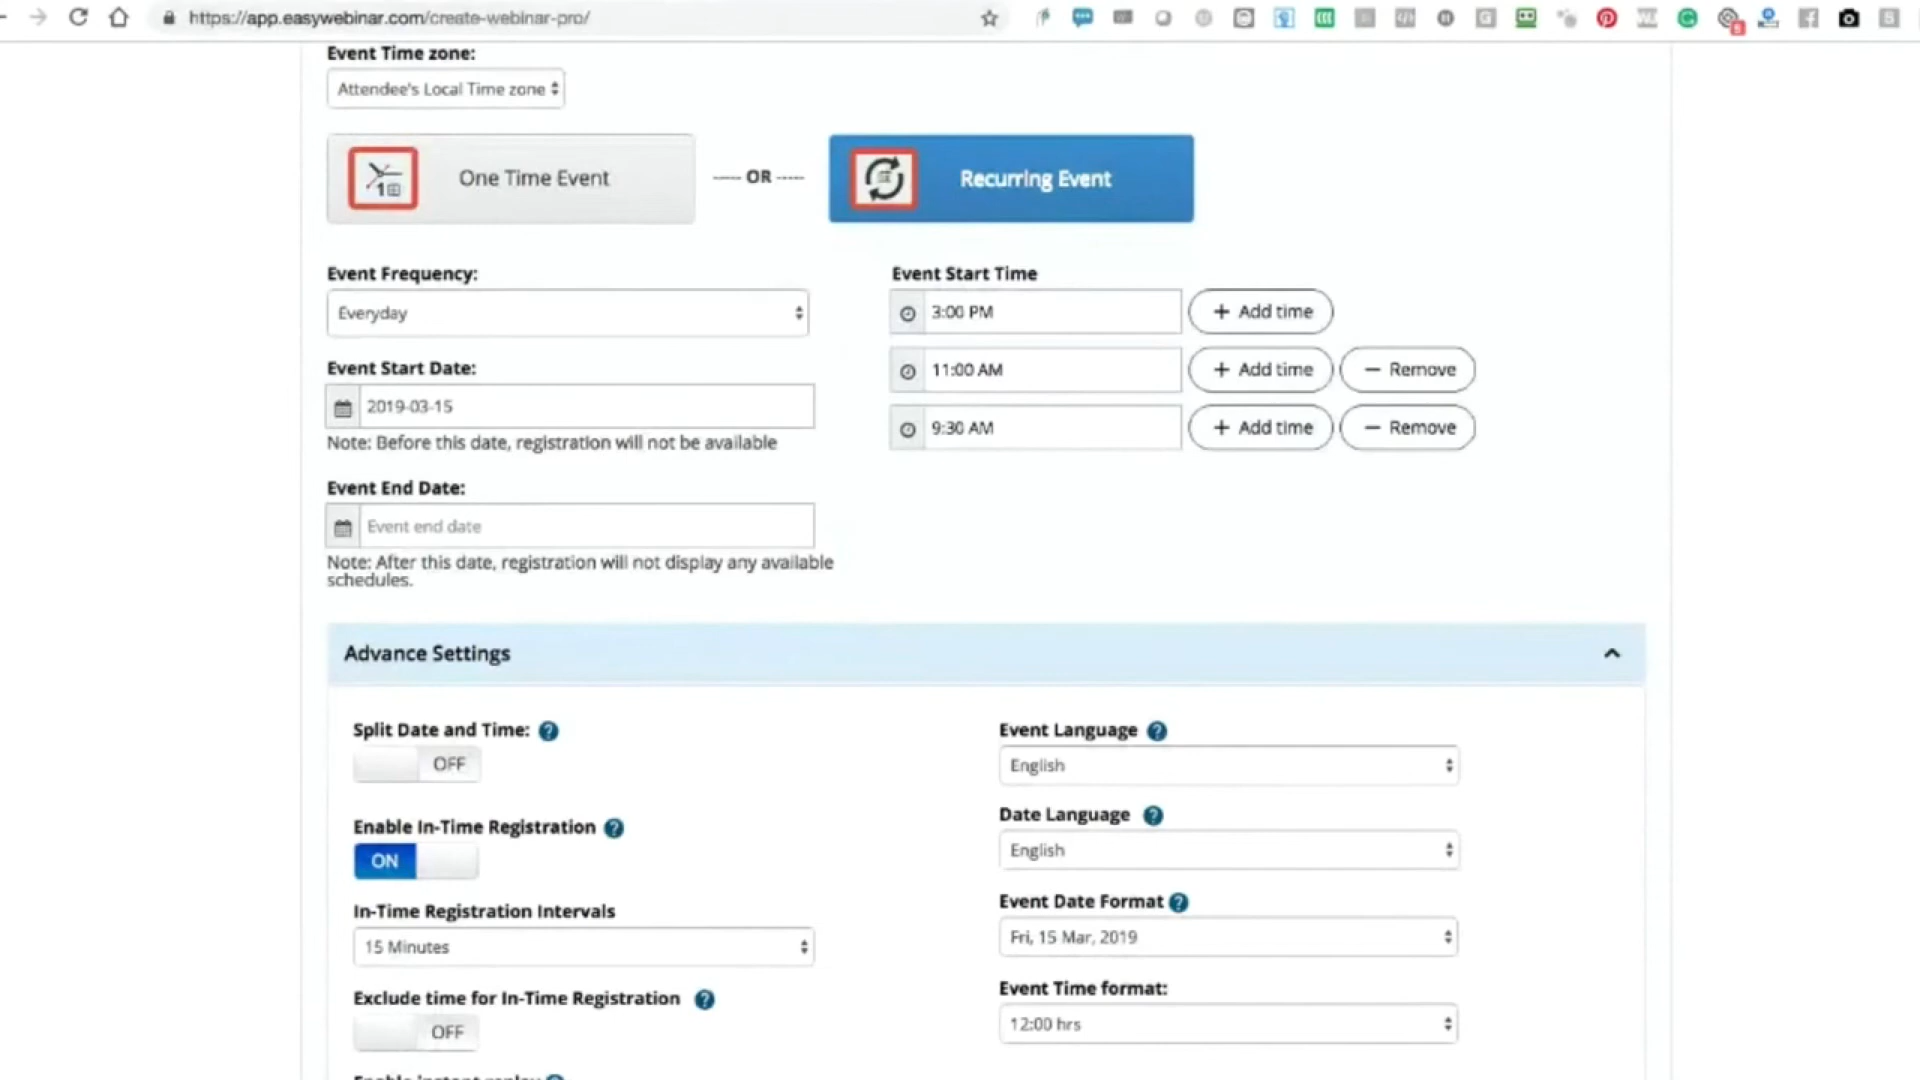 https://app.easywebinar.com/create-webinar-pro/
Event Time zone:
Attendee's Local Time zone
1
One Time Event
---- OR ----
Recurring Event
Event Frequency:
Everyday
Event Start Date:
2019-03-15
Note: Before this date, registration will not be available
Event End Date:
Event end date
Note: After this date, registration will not display any available
schedules.
Event Start Time
3:00 PM
+ Add time
11:00 AM
+ Add time
− Remove
9:30 AM
+ Add time
− Remove
Advance Settings
Split Date and Time: ?
OFF
Enable In-Time Registration ?
ON
In-Time Registration Intervals
15 Minutes
Exclude time for In-Time Registration ?
OFF
Enable instant replay
Event Language ?
English
Date Language ?
English
Event Date Format ?
Fri, 15 Mar, 2019
Event Time format:
12:00 hrs